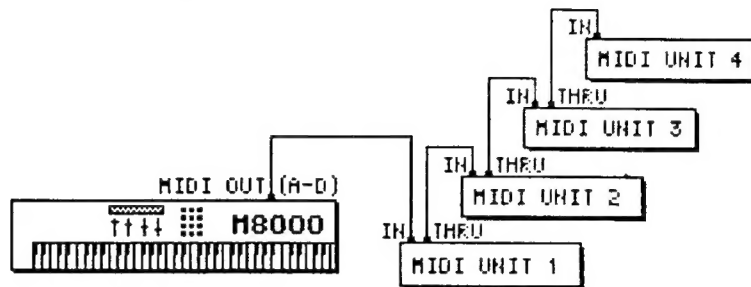 IN
MIDI UNIT 4
IN THRU
MIDI UNIT 3
IN THRU
MIDI UNIT 2
MIDI OUT (A-D)
M8000
IN THRU
MIDI UNIT 1